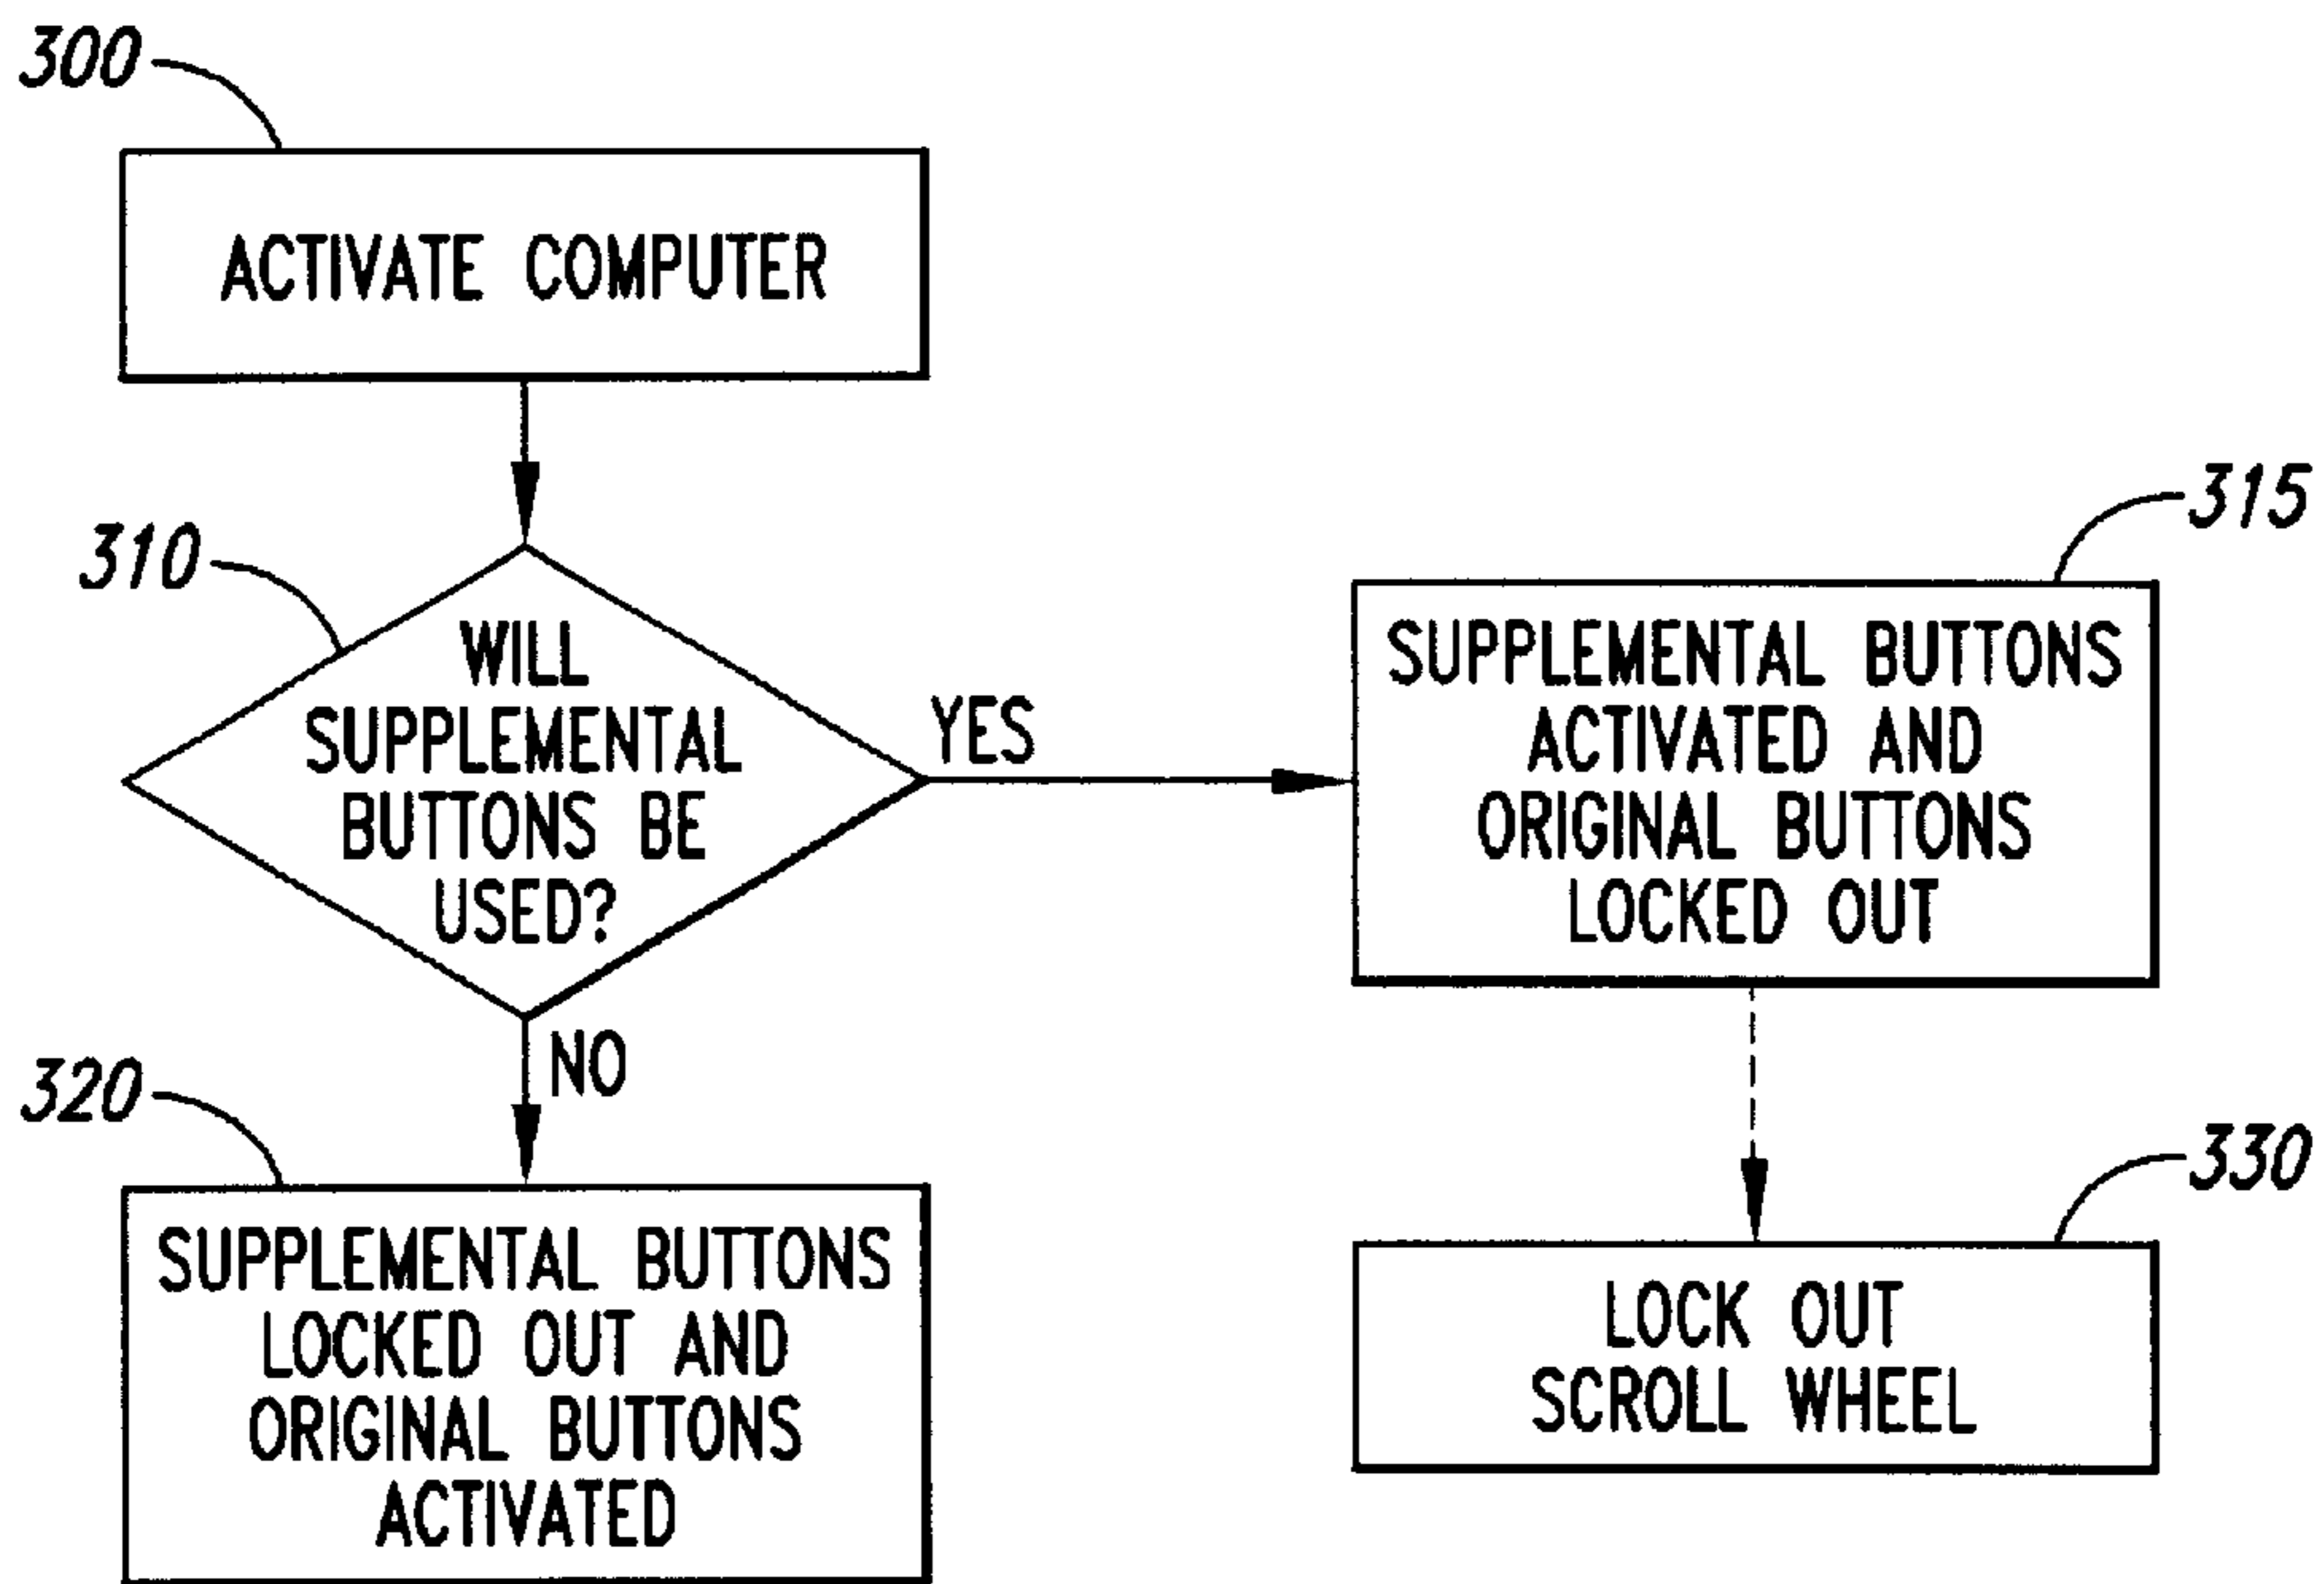 300
ACTIVATE COMPUTER
310
WILL
SUPPLEMENTAL
BUTTONS BE
USED?
YES
315
SUPPLEMENTAL BUTTONS
ACTIVATED AND
ORIGINAL BUTTONS
LOCKED OUT
NO
320
SUPPLEMENTAL BUTTONS
LOCKED OUT AND
ORIGINAL BUTTONS
ACTIVATED
330
LOCK OUT
SCROLL WHEEL